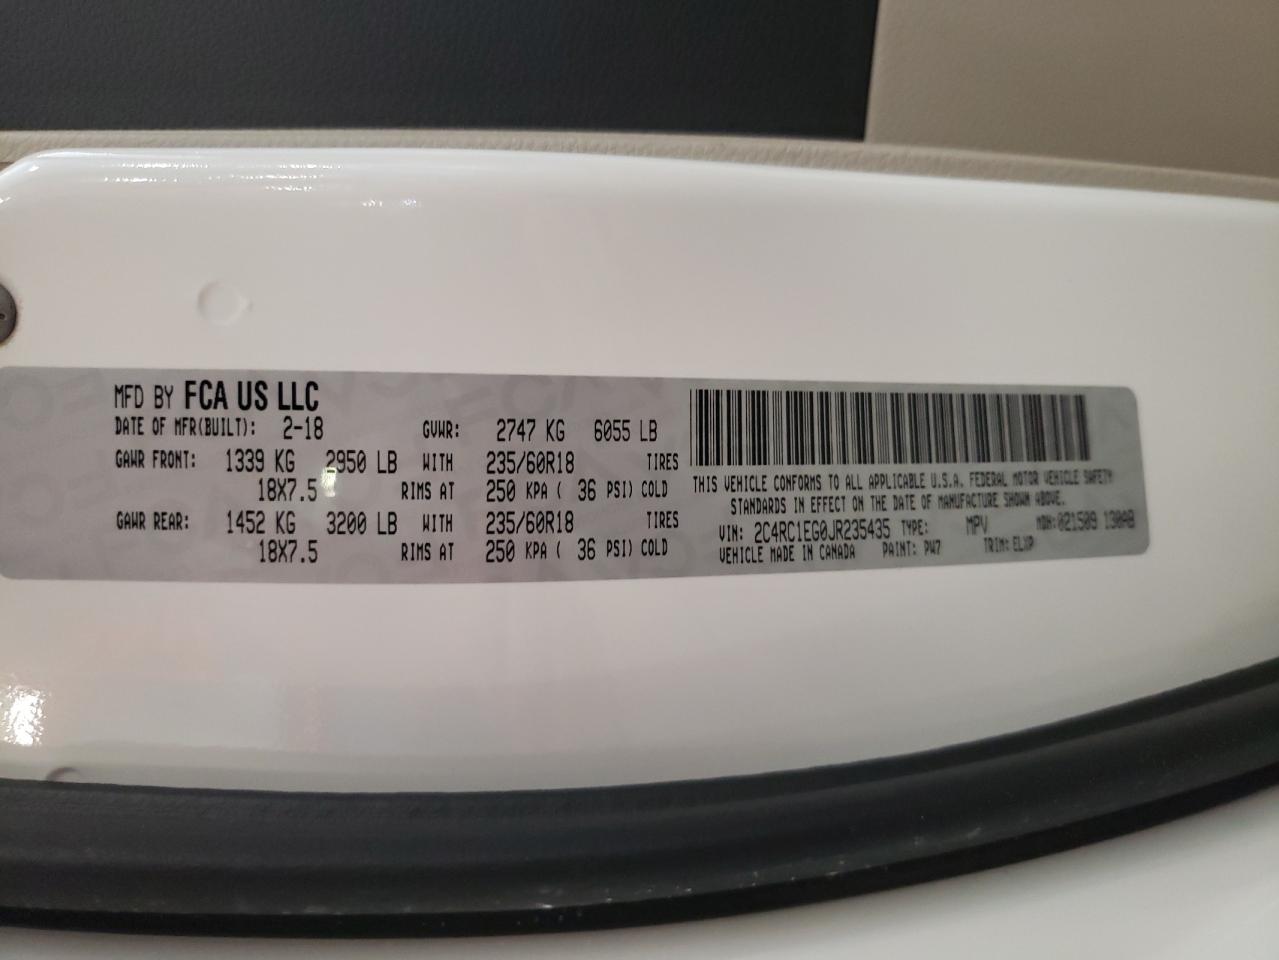 MFD BY FCA US LLC
DATE OF MFR(BUILT): 2-18 GVWR: 2747 KG 6055 LB
GAWR FRONT: 1339 KG 2950 LB WITH 235/60R18 TIRES
18X7.5 RIMS AT 250 KPA ( 36 PSI) COLD
GAWR REAR: 1452 KG 3200 LB WITH 235/60R18 TIRES
18X7.5 RIMS AT 250 KPA ( 36 PSI) COLD
THIS VEHICLE CONFORMS TO ALL APPLICABLE U.S.A. FEDERAL MOTOR VEHICLE SAFETY
STANDARDS IN EFFECT ON THE DATE OF MANUFACTURE SHOWN ABOVE.
VIN: 2C4RC1EG0JR235435 TYPE: MPV MDH:021509 130AB
VEHICLE MADE IN CANADA PAINT: PW7 TRIM: